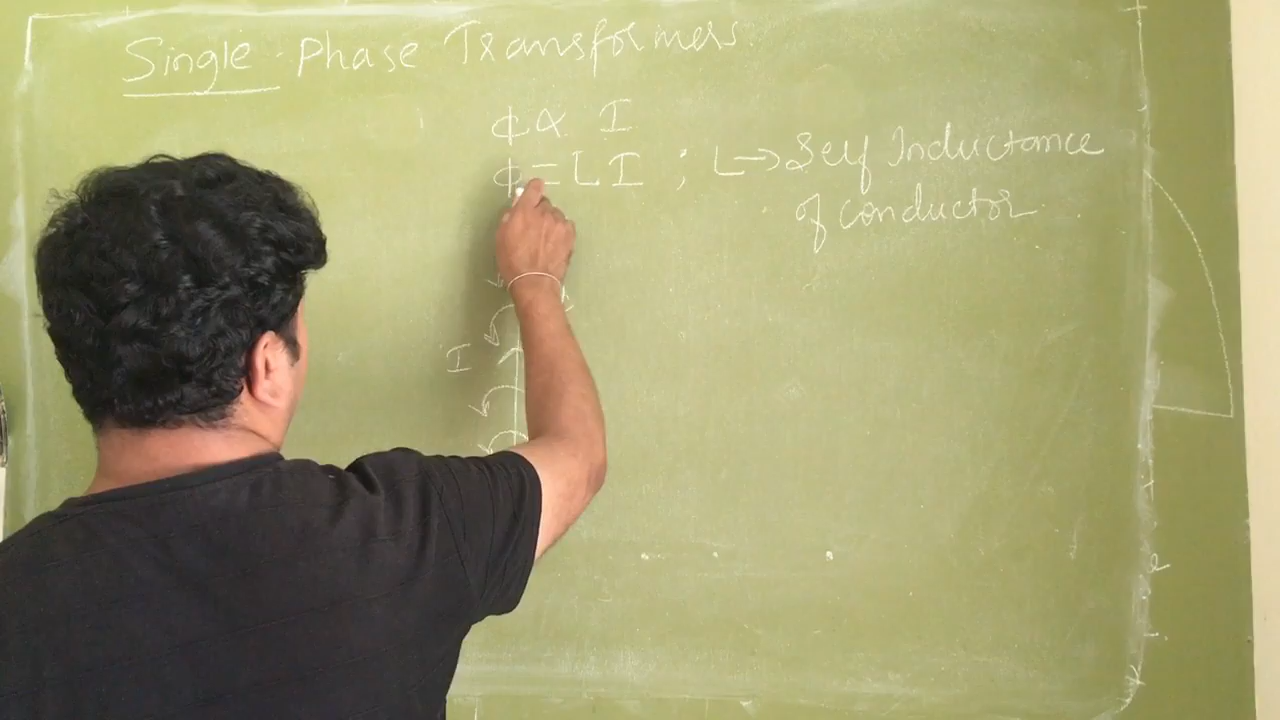 Single-Phase Transformers.
ϕ ∝ I
ϕ = L I ; L → Self Inductance
of conductor.
I